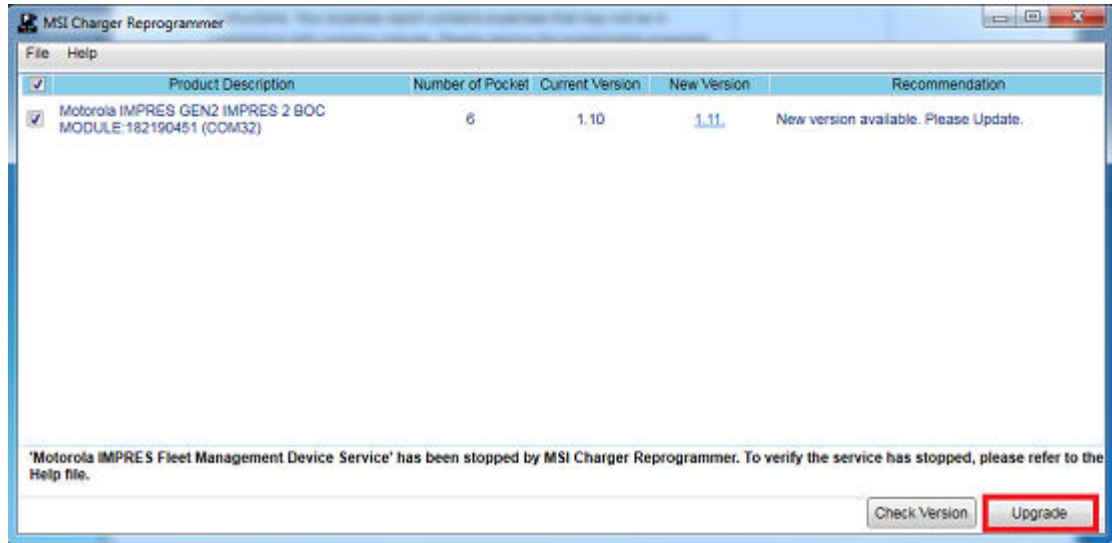 MSI Charger Reprogrammer
File Help
Product Description Number of Pocket Current Version New Version Recommendation
Motorola IMPRES GEN2 IMPRES 2 BOC
MODULE:182190451 (COM32) 6 1.10 1.11. New version available. Please Update.
'Motorola IMPRES Fleet Management Device Service' has been stopped by MSI Charger Reprogrammer. To verify the service has stopped, please refer to the
Help file.
Check Version Upgrade